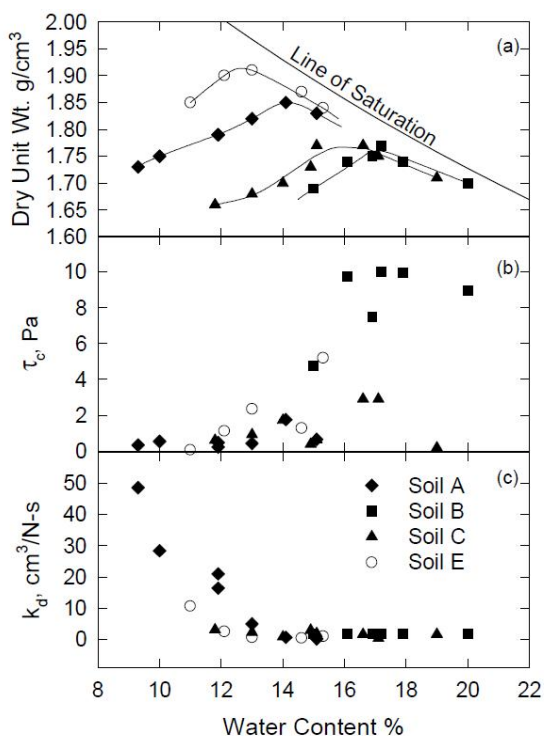 2.00
1.95
1.90
1.85
1.80
1.75
1.70
1.65
1.60
Dry Unit Wt. g/cm³
(a)
Line of Saturation
10
8
6
4
2
0
τc, Pa
(b)
50
40
30
20
10
0
kd, cm³/N-s
(c)
Soil A
Soil B
Soil C
Soil E
8 10 12 14 16 18 20 22
Water Content %